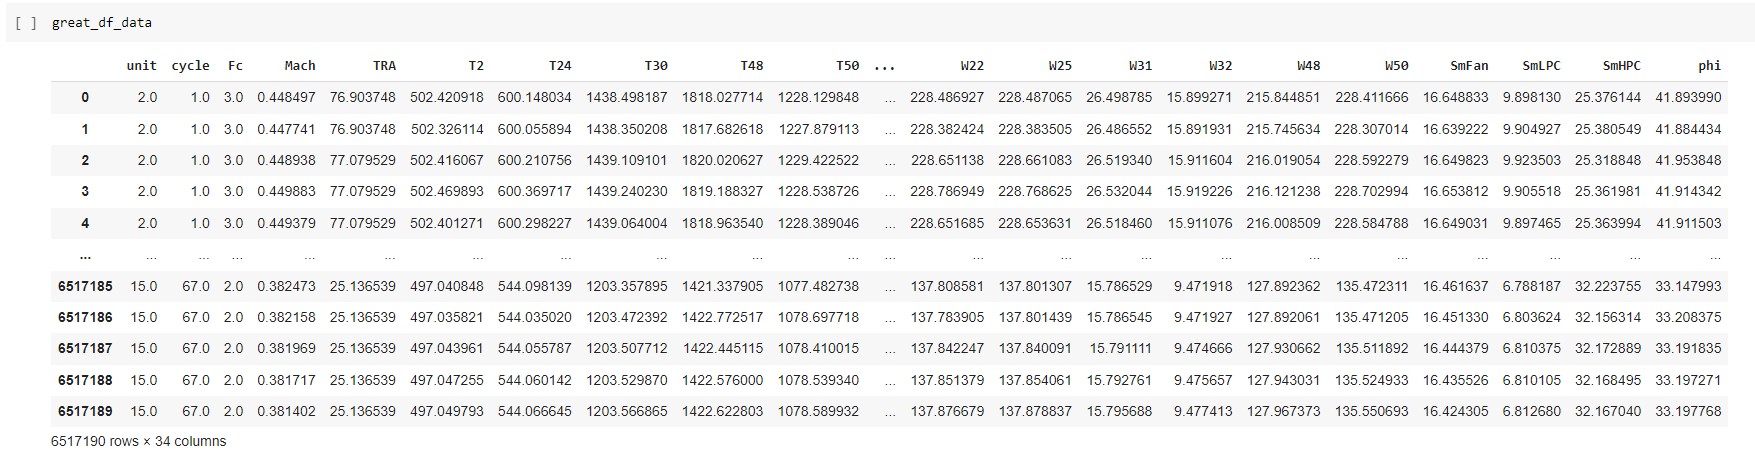 [ ] great_df_data
unit cycle Fc Mach TRA T2 T24 T30 T48 T50 ... W22 W25 W31 W32 W48 W50 SmFan SmLPC SmHPC phi
0 2.0 1.0 3.0 0.448497 76.903748 502.420918 600.148034 1438.498187 1818.027714 1228.129848 ... 228.486927 228.487065 26.498785 15.899271 215.844851 228.411666 16.648833 9.898130 25.376144 41.893990
1 2.0 1.0 3.0 0.447741 76.903748 502.326114 600.055894 1438.350208 1817.682618 1227.879113 ... 228.382424 228.383505 26.486552 15.891931 215.745634 228.307014 16.639222 9.904927 25.380549 41.884434
2 2.0 1.0 3.0 0.448938 77.079529 502.416067 600.210756 1439.109101 1820.020627 1229.422522 ... 228.651138 228.661083 26.519340 15.911604 216.019054 228.592279 16.649823 9.923503 25.318848 41.953848
3 2.0 1.0 3.0 0.449883 77.079529 502.469893 600.369717 1439.240230 1819.188327 1228.538726 ... 228.786949 228.768625 26.532044 15.919226 216.121238 228.702994 16.653812 9.905518 25.361981 41.914342
4 2.0 1.0 3.0 0.449379 77.079529 502.401271 600.298227 1439.064004 1818.963540 1228.389046 ... 228.651685 228.653631 26.518460 15.911076 216.008509 228.584788 16.649031 9.897465 25.363994 41.911503
... ... ... ... ... ... ... ... ... ... ... ... ... ... ... ... ... ... ... ... ... ...
6517185 15.0 67.0 2.0 0.382473 25.136539 497.040848 544.098139 1203.357895 1421.337905 1077.482738 ... 137.808581 137.801307 15.786529 9.471918 127.892362 135.472311 16.461637 6.788187 32.223755 33.147993
6517186 15.0 67.0 2.0 0.382158 25.136539 497.035821 544.035020 1203.472392 1422.772517 1078.697718 ... 137.783905 137.801439 15.786545 9.471927 127.892061 135.471205 16.451330 6.803624 32.156314 33.208375
6517187 15.0 67.0 2.0 0.381969 25.136539 497.043961 544.055787 1203.507712 1422.445115 1078.410015 ... 137.842247 137.840091 15.791111 9.474666 127.930662 135.511892 16.444379 6.810375 32.172889 33.191835
6517188 15.0 67.0 2.0 0.381717 25.136539 497.047255 544.060142 1203.529870 1422.576000 1078.539340 ... 137.851379 137.854061 15.792761 9.475657 127.943031 135.524933 16.435526 6.810105 32.168495 33.197271
6517189 15.0 67.0 2.0 0.381402 25.136539 497.049793 544.066645 1203.566865 1422.622803 1078.589932 ... 137.876679 137.878837 15.795688 9.477413 127.967373 135.550693 16.424305 6.812680 32.167040 33.197768
6517190 rows × 34 columns